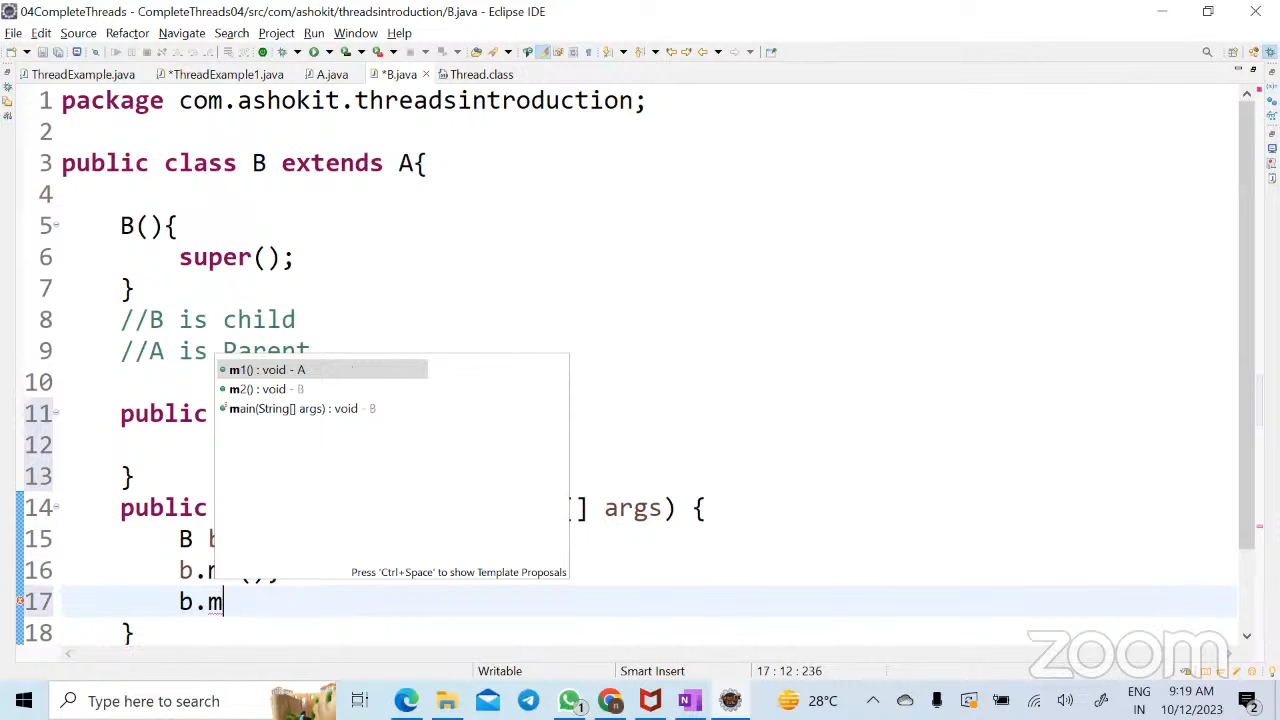 04CompleteThreads - CompleteThreads04/src/com/ashokit/threadsintroduction/B.java - Eclipse IDE
File Edit Source Refactor Navigate Search Project Run Window Help
ThreadExample.java *ThreadExample1.java A.java *B.java Thread.class
1 package com.ashokit.threadsintroduction;
2
3 public class B extends A{
4
5 B(){
6 super();
7 }
8 //B is child
9 //A is Parent
10
m1() : void - A
m2() : void - B
main(String[] args) : void - B
11 public
12
13 }
14 public [] args) {
15 B b
16 b.
Press 'Ctrl+Space' to show Template Proposals
17 b.m
18 }
zoom
Writable Smart Insert 17 : 12 : 236
Type here to search 1 28°C ENG IN 9:19 AM 10/12/2023 2